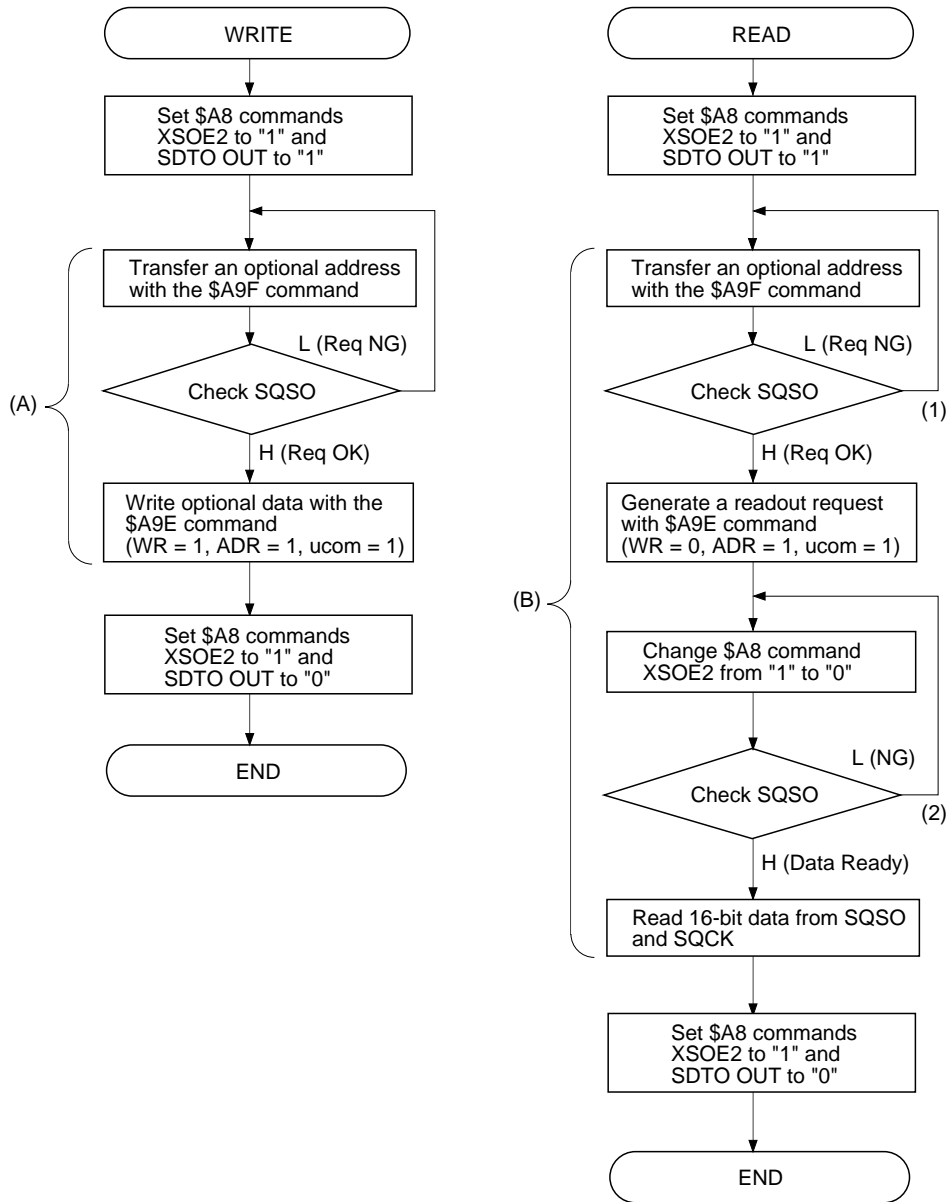 WRITE
Set $A8 commands
XSOE2 to "1" and
SDTO OUT to "1"
Transfer an optional address
with the $A9F command
L (Req NG)
Check SQSO
(A)
H (Req OK)
Write optional data with the
$A9E command
(WR = 1, ADR = 1, ucom = 1)
Set $A8 commands
XSOE2 to "1" and
SDTO OUT to "0"
END
READ
Set $A8 commands
XSOE2 to "1" and
SDTO OUT to "1"
Transfer an optional address
with the $A9F command
L (Req NG)
Check SQSO
(1)
H (Req OK)
Generate a readout request
with $A9E command
(WR = 0, ADR = 1, ucom = 1)
(B)
Change $A8 command
XSOE2 from "1" to "0"
L (NG)
Check SQSO
(2)
H (Data Ready)
Read 16-bit data from SQSO
and SQCK
Set $A8 commands
XSOE2 to "1" and
SDTO OUT to "0"
END